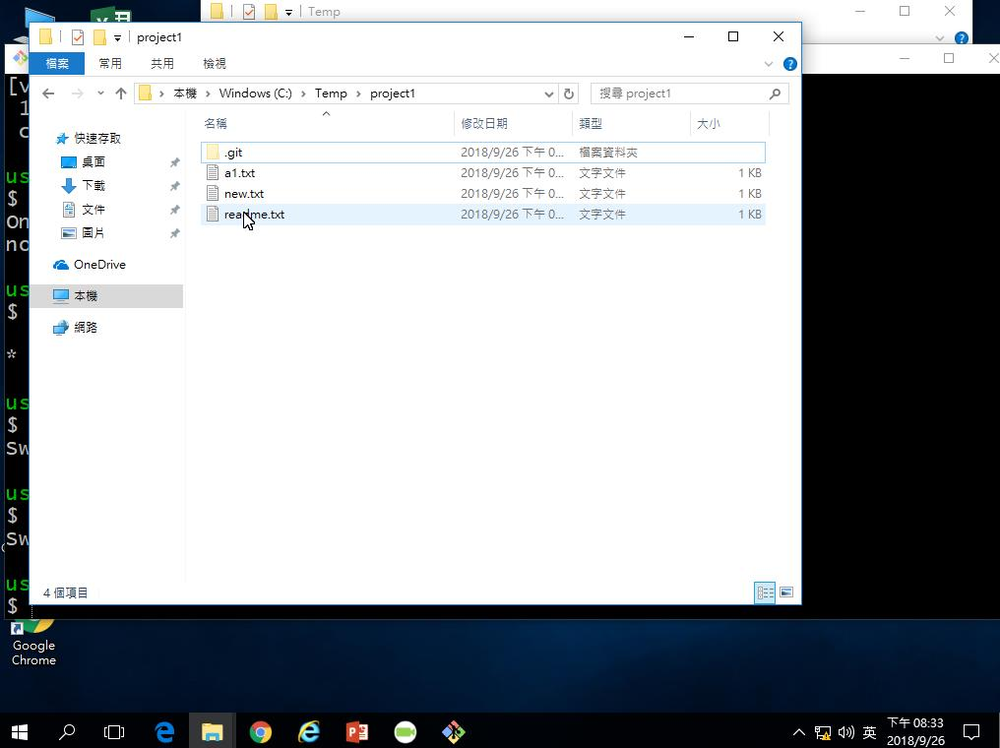 Temp
project1
檔案 常用 共用 檢視
本機 Windows (C:) Temp project1
搜尋 project1
名稱 修改日期 類型 大小
快速存取
桌面
下載
文件
圖片
OneDrive
本機
網路
.git 2018/9/26 下午 0... 檔案資料夾
a1.txt 2018/9/26 下午 0... 文字文件 1 KB
new.txt 2018/9/26 下午 0... 文字文件 1 KB
readme.txt 2018/9/26 下午 0... 文字文件 1 KB
4 個項目
[v
1
c
us
$
On
no
us
$
*
us
$
Sw
us
$
Sw
us
$
Google
Chrome
英
下午 08:33
2018/9/26